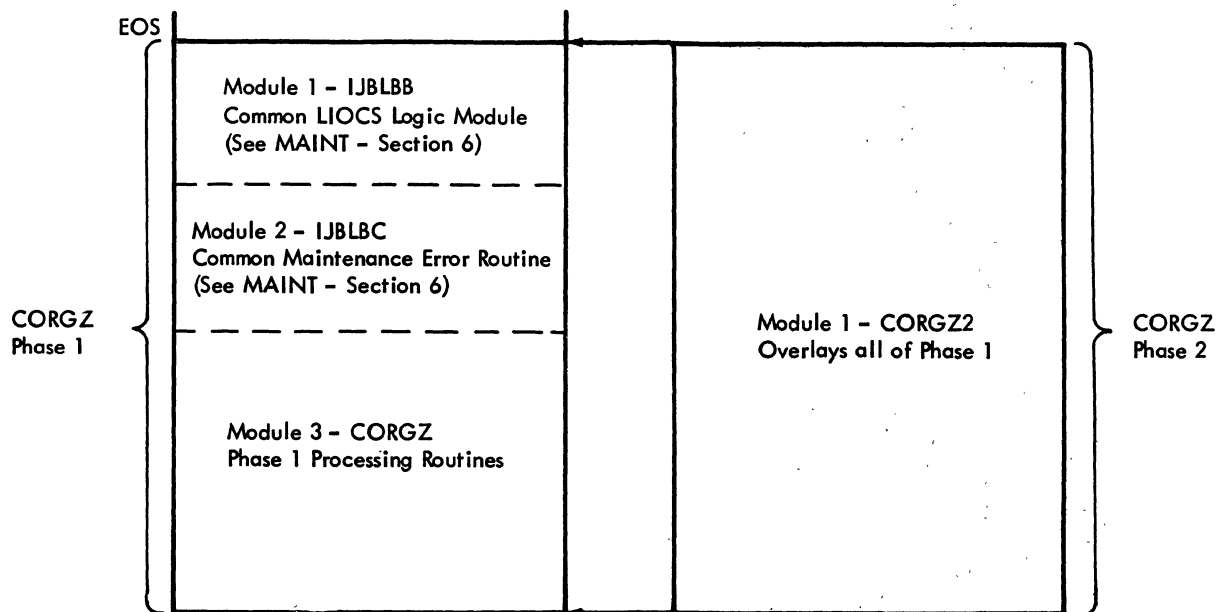 EOS
Module 1 - IJBLBB
Common LIOCS Logic Module
(See MAINT - Section 6)
Module 2 - IJBLBC
Common Maintenance Error Routine
(See MAINT - Section 6)
CORGZ
Phase 1
Module 3 - CORGZ
Phase 1 Processing Routines
Module 1 - CORGZ2
Overlays all of Phase 1
CORGZ
Phase 2